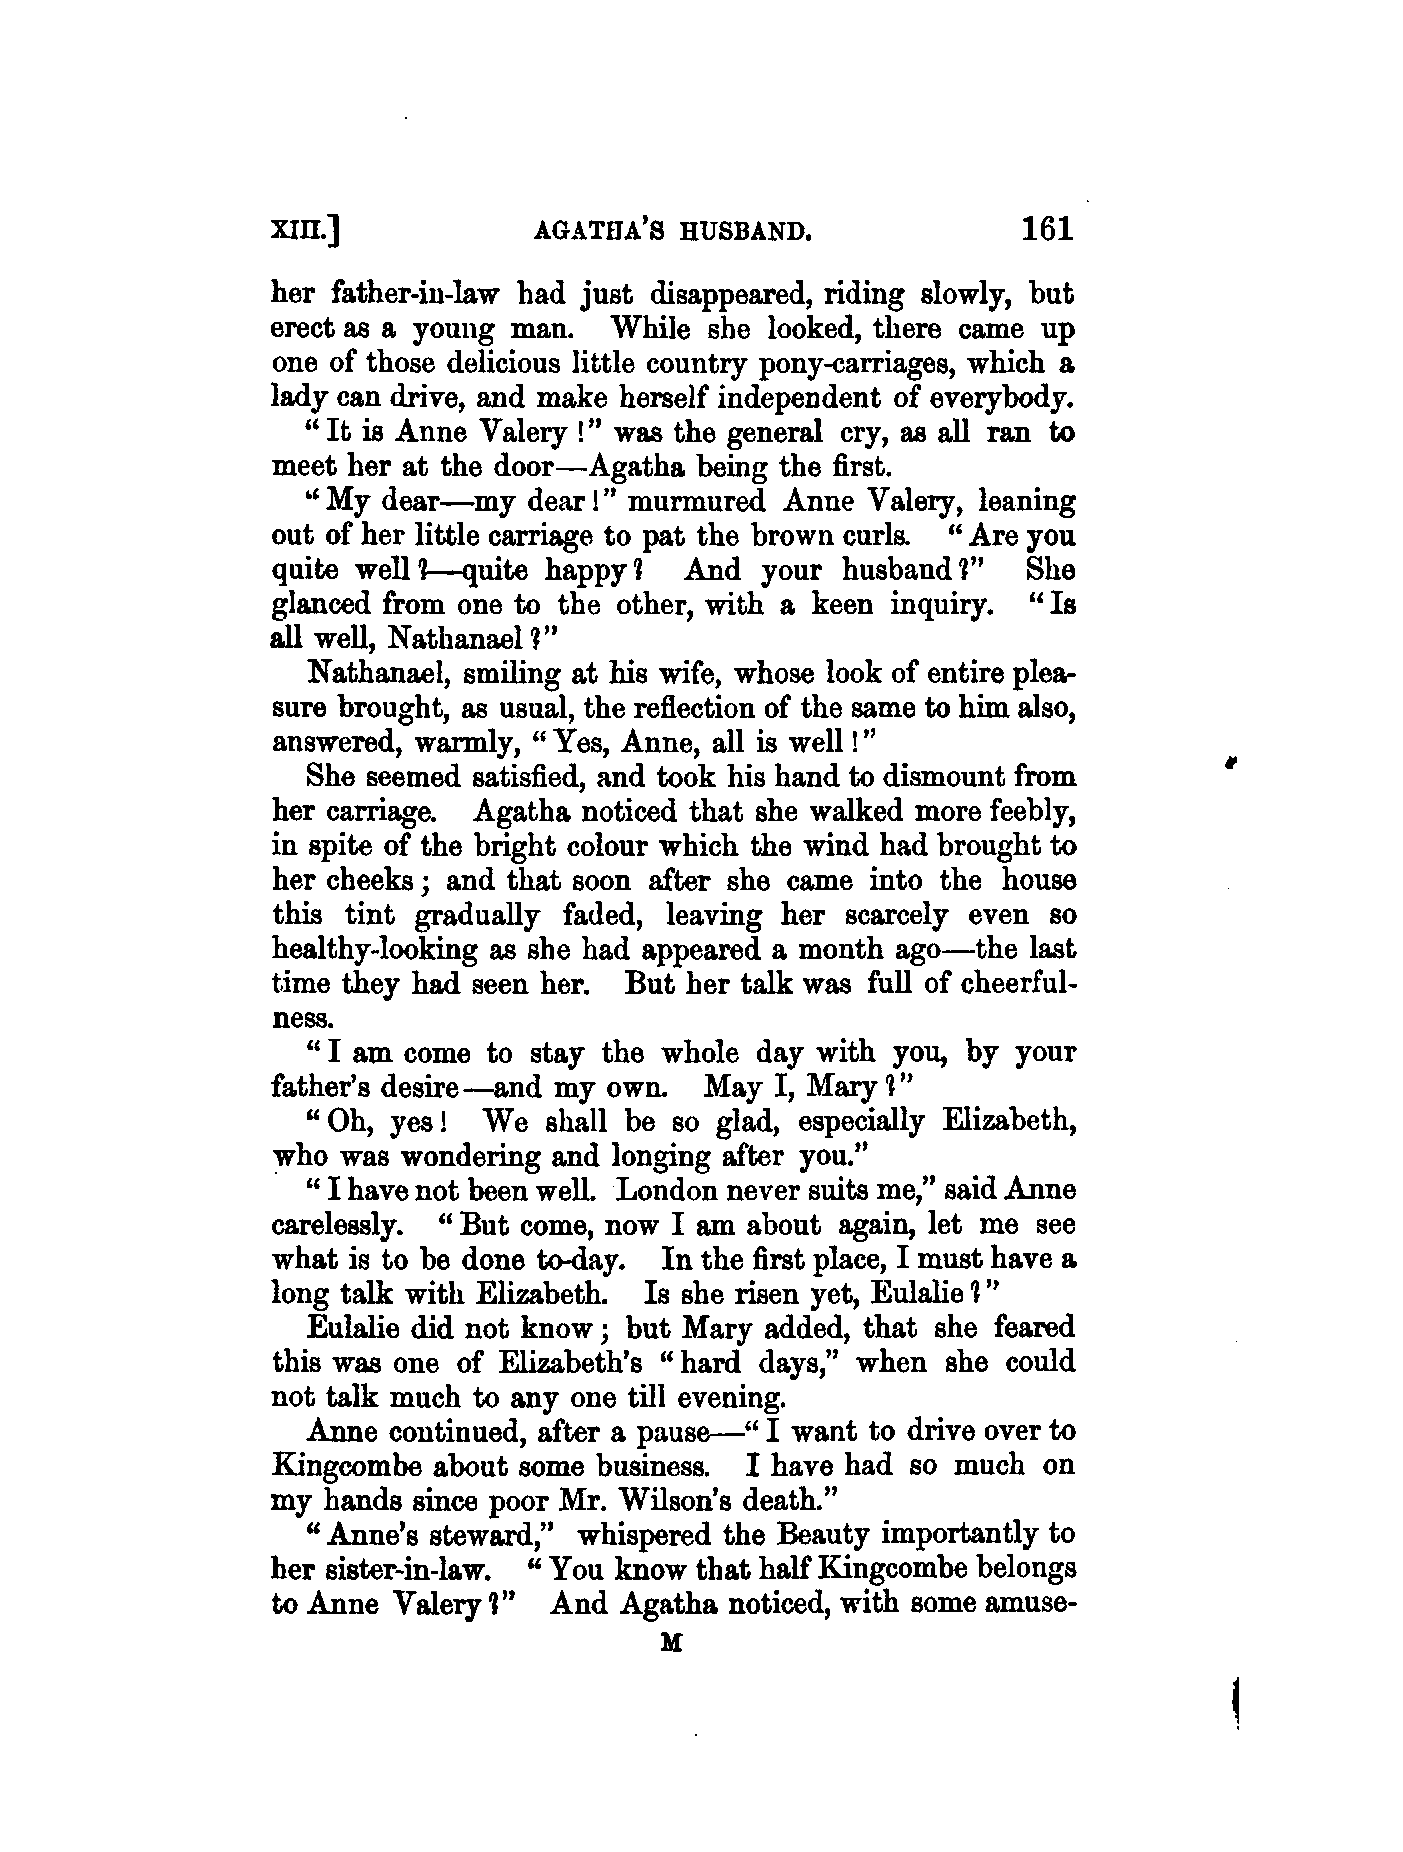 XIII.] AGATHA'S HUSBAND. 161
her father-in-law had just disappeared, riding slowly, but
erect as a young man. While she looked, there came up
one of those delicious little country pony-carriages, which a
lady can drive, and make herself independent of everybody.
"It is Anne Valery!" was the general cry, as all ran to
meet her at the door—Agatha being the first.
"My dear—my dear!" murmured Anne Valery, leaning
out of her little carriage to pat the brown curls. "Are you
quite well?—quite happy? And your husband?" She
glanced from one to the other, with a keen inquiry. "Is
all well, Nathanael?"
Nathanael, smiling at his wife, whose look of entire plea-
sure brought, as usual, the reflection of the same to him also,
answered, warmly, "Yes, Anne, all is well!"
She seemed satisfied, and took his hand to dismount from
her carriage. Agatha noticed that she walked more feebly,
in spite of the bright colour which the wind had brought to
her cheeks; and that soon after she came into the house
this tint gradually faded, leaving her scarcely even so
healthy-looking as she had appeared a month ago—the last
time they had seen her. But her talk was full of cheerful-
ness.
"I am come to stay the whole day with you, by your
father's desire—and my own. May I, Mary?"
"Oh, yes! We shall be so glad, especially Elizabeth,
who was wondering and longing after you."
"I have not been well. London never suits me," said Anne
carelessly. "But come, now I am about again, let me see
what is to be done to-day. In the first place, I must have a
long talk with Elizabeth. Is she risen yet, Eulalie?"
Eulalie did not know; but Mary added, that she feared
this was one of Elizabeth's "hard days," when she could
not talk much to any one till evening.
Anne continued, after a pause—"I want to drive over to
Kingcombe about some business. I have had so much on
my hands since poor Mr. Wilson's death."
"Anne's steward," whispered the Beauty importantly to
her sister-in-law. "You know that half Kingcombe belongs
to Anne Valery?" And Agatha noticed, with some amuse-
M